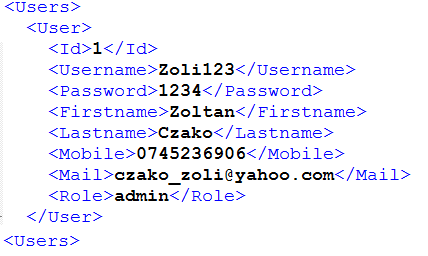 <Users>
<User>
<Id>1</Id>
<Username>Zoli123</Username>
<Password>1234</Password>
<Firstname>Zoltan</Firstname>
<Lastname>Czako</Lastname>
<Mobile>0745236906</Mobile>
<Mail>czako_zoli@yahoo.com</Mail>
<Role>admin</Role>
</User>
<Users>